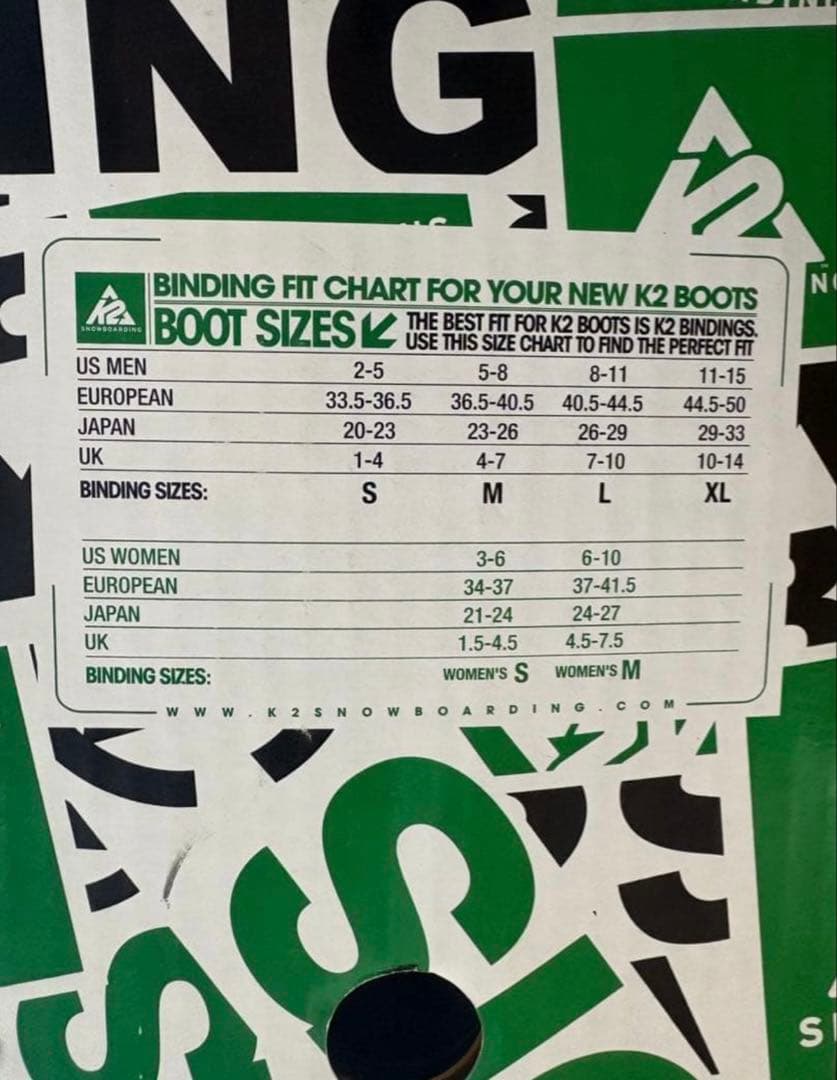 NG
K2
BINDING FIT CHART FOR YOUR NEW K2 BOOTS
K2
SNOWBOARDING
BOOT SIZES
THE BEST FIT FOR K2 BOOTS IS K2 BINDINGS.
USE THIS SIZE CHART TO FIND THE PERFECT FIT
US MEN 2-5 5-8 8-11 11-15
EUROPEAN 33.5-36.5 36.5-40.5 40.5-44.5 44.5-50
JAPAN 20-23 23-26 26-29 29-33
UK 1-4 4-7 7-10 10-14
BINDING SIZES: S M L XL
US WOMEN 3-6 6-10
EUROPEAN 34-37 37-41.5
JAPAN 21-24 24-27
UK 1.5-4.5 4.5-7.5
BINDING SIZES: WOMEN'S S WOMEN'S M
WWW.K2SNOWBOARDING.COM